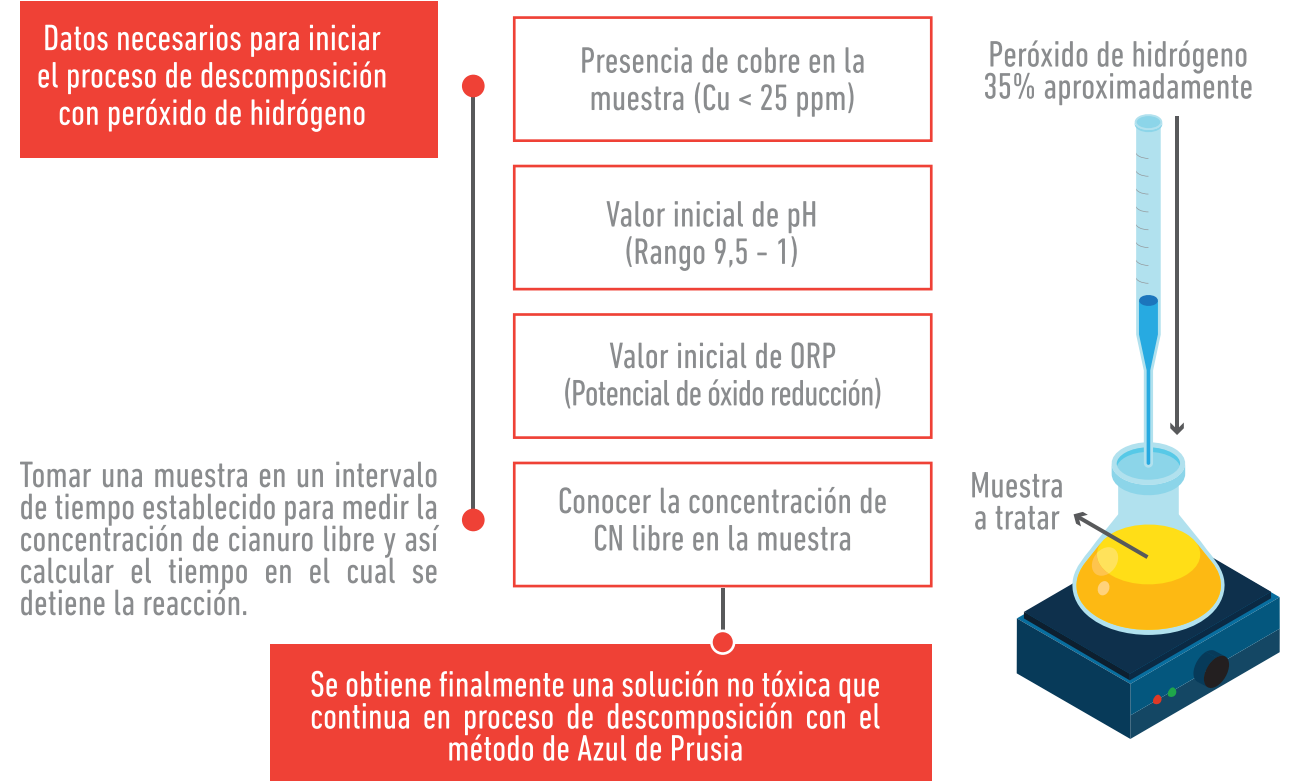 Datos necesarios para iniciar
el proceso de descomposición
con peróxido de hidrógeno
Presencia de cobre en la
muestra (Cu < 25 ppm)
Valor inicial de pH
(Rango 9,5 - 1)
Valor inicial de ORP
(Potencial de óxido reducción)
Conocer la concentración de
CN libre en la muestra
Tomar una muestra en un intervalo
de tiempo establecido para medir la
concentración de cianuro libre y así
calcular el tiempo en el cual se
detiene la reacción.
Se obtiene finalmente una solución no tóxica que
continua en proceso de descomposición con el
método de Azul de Prusia
Peróxido de hidrógeno
35% aproximadamente
Muestra
a tratar